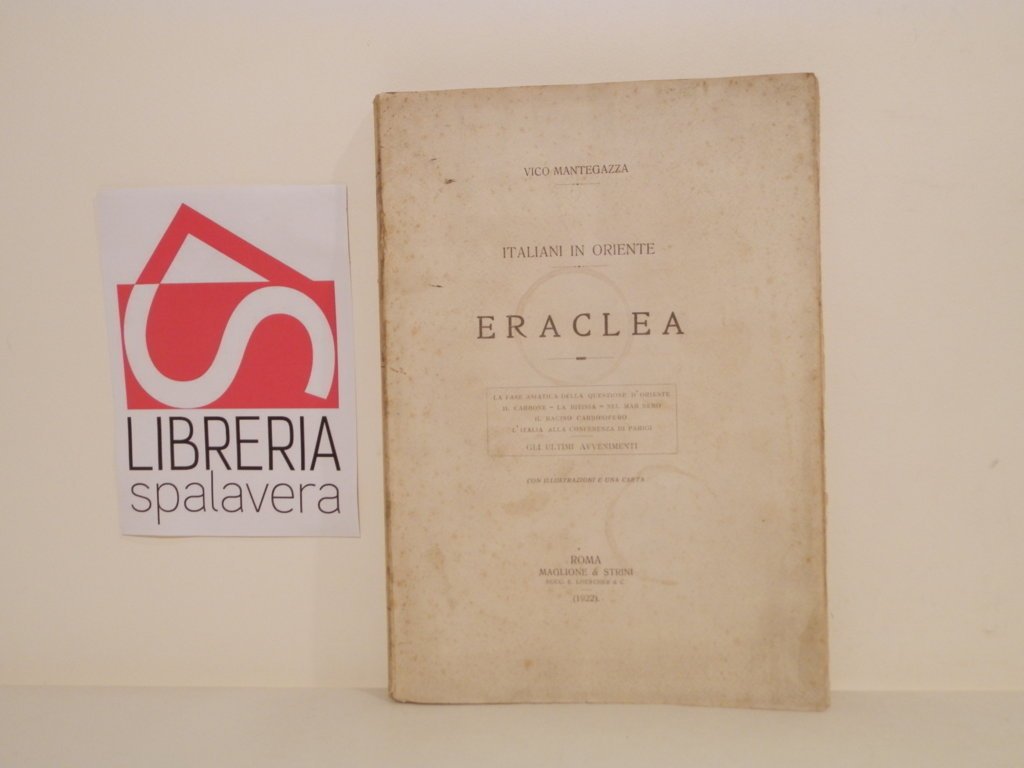 LIBRERIA
spalavera
VICO MANTEGAZZA
ITALIANI IN ORIENTE
ERACLEA
LA FASE ASIATICA DELLA QUESTIONE D'ORIENTE
IL CARBONE - LA BITINIA - NEL MAR NERO
IL BACINO CARBONIFERO
L'ITALIA ALLA CONFERENZA DI PARIGI
GLI ULTIMI AVVENIMENTI
CON ILLUSTRAZIONI E UNA CARTA
ROMA
MAGLIONE & STRINI
SUCC. E. LOESCHER & C.
(1922).